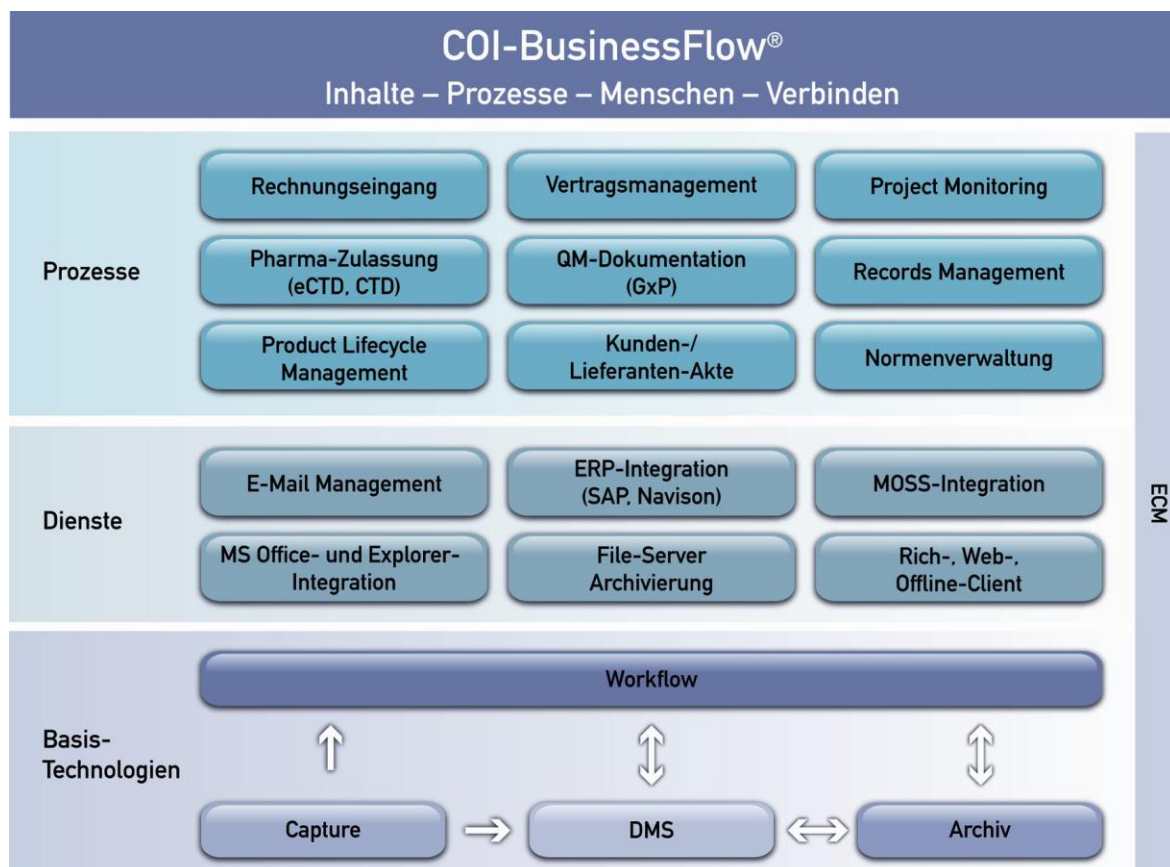 COI-BusinessFlow®
Inhalte – Prozesse – Menschen – Verbinden
Prozesse
Rechnungseingang
Vertragsmanagement
Project Monitoring
Pharma-Zulassung
(eCTD, CTD)
QM-Dokumentation
(GxP)
Records Management
Product Lifecycle
Management
Kunden-/
Lieferanten-Akte
Normenverwaltung
Dienste
E-Mail Management
ERP-Integration
(SAP, Navison)
MOSS-Integration
MS Office- und Explorer-
Integration
File-Server
Archivierung
Rich-, Web-,
Offline-Client
ECM
Basis-
Technologien
Workflow
Capture
DMS
Archiv